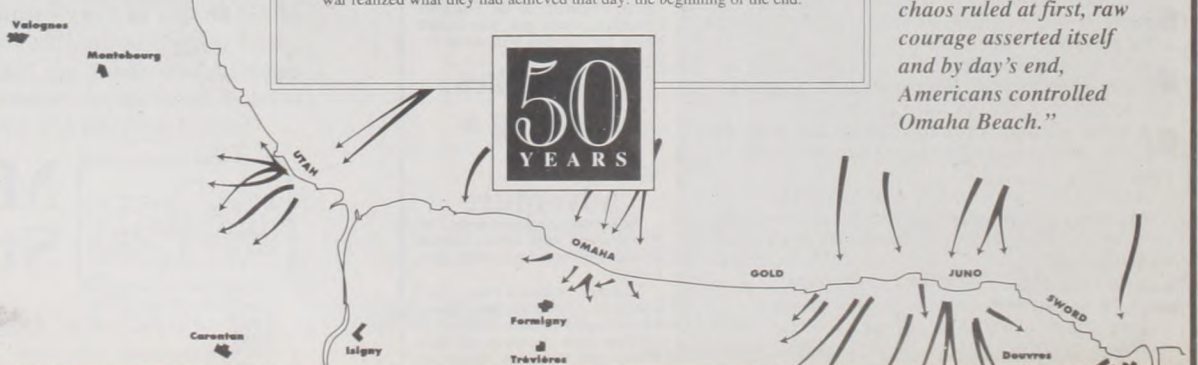 war realized what they had achieved that day: the beginning of the end.
chaos ruled at first, raw
courage asserted itself
and by day's end,
Americans controlled
Omaha Beach."
50
YEARS
Valognes
Montebourg
UTAH
OMAHA
GOLD
JUNO
SWORD
Carentan
Isigny
Formigny
Trévières
Douvres